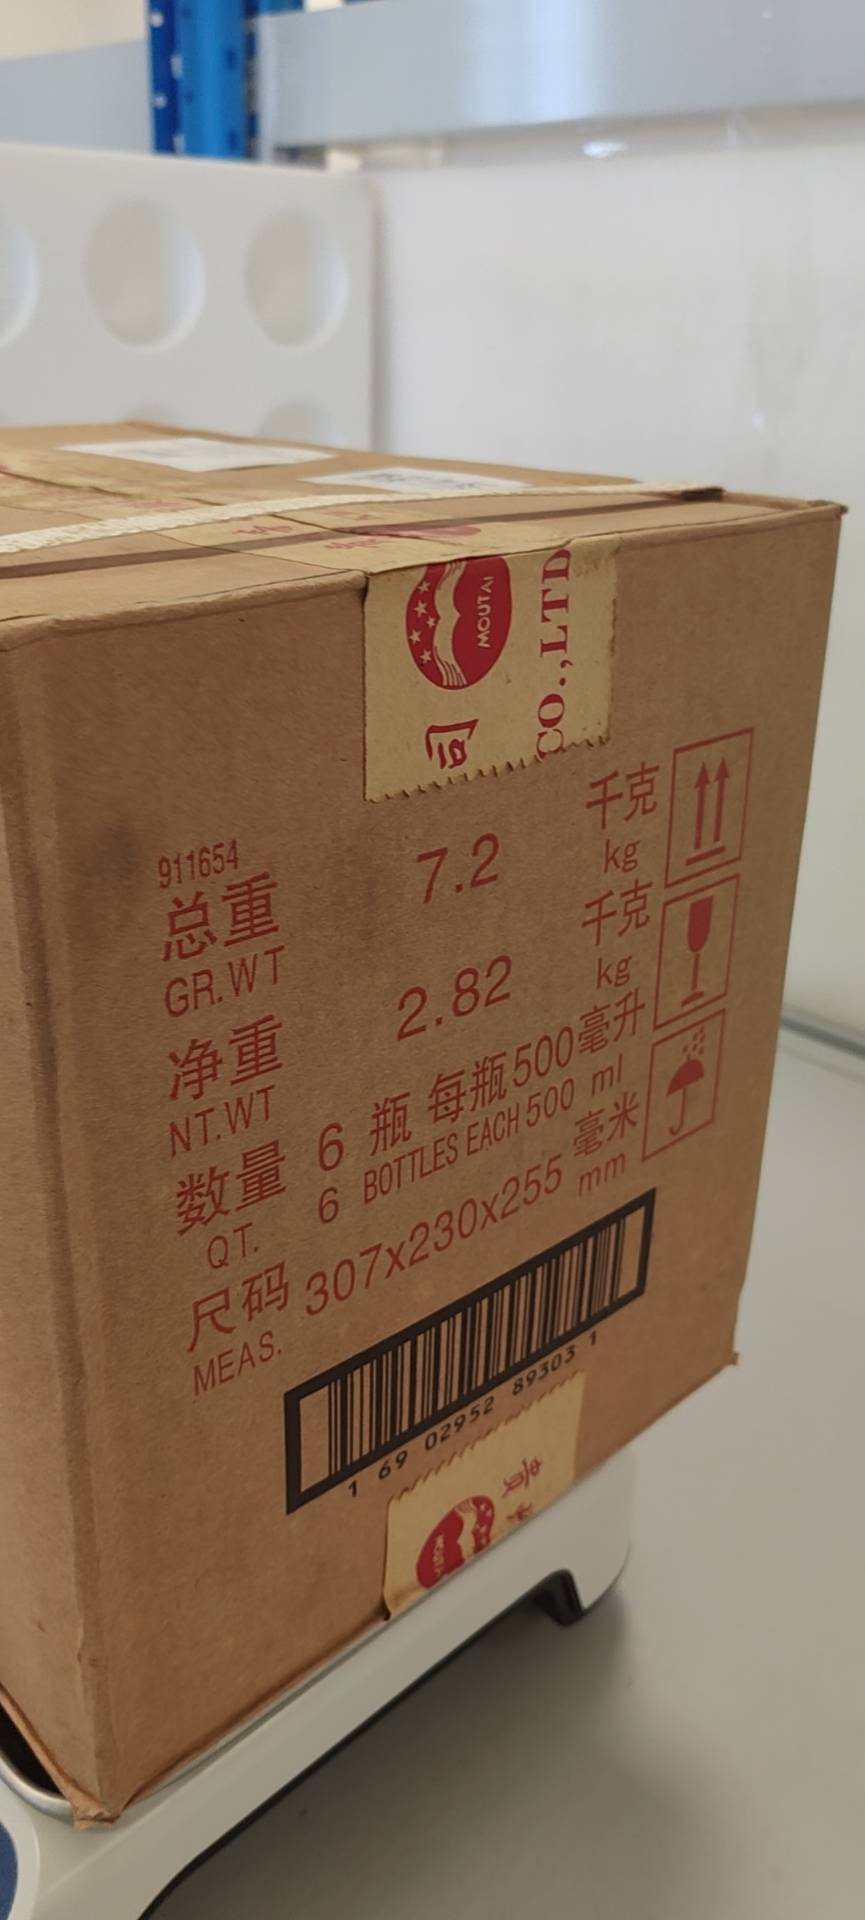 MOUTAI
司
CO.,LTD
911654
总重 7.2 千克
GR.WT kg
净重 2.82 千克
NT.WT kg
数量 6 瓶 每瓶500毫升
QT. 6 BOTTLES EACH 500 ml
尺码 307x230x255 毫米
MEAS. mm
1 69 02952 89303 1
贵